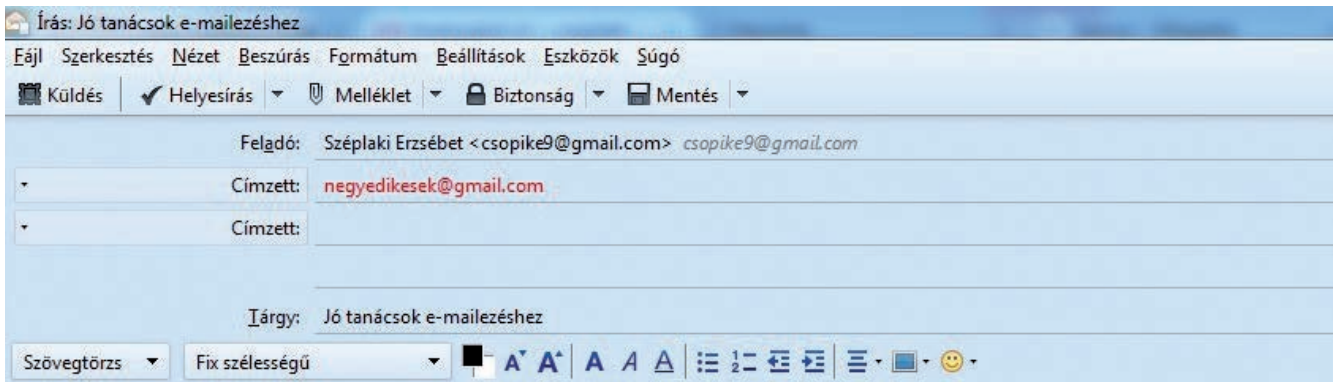 Írás: Jó tanácsok e-mailezéshez
Fájl Szerkesztés Nézet Beszúrás Formátum Beállítások Eszközök Súgó
Küldés Helyesírás Melléklet Biztonság Mentés
Feladó: Széplaki Erzsébet <csopike9@gmail.com> csopike9@gmail.com
Címzett: negyedikesek@gmail.com
Címzett:
Tárgy: Jó tanácsok e-mailezéshez
Szövegtörzs Fix szélességű